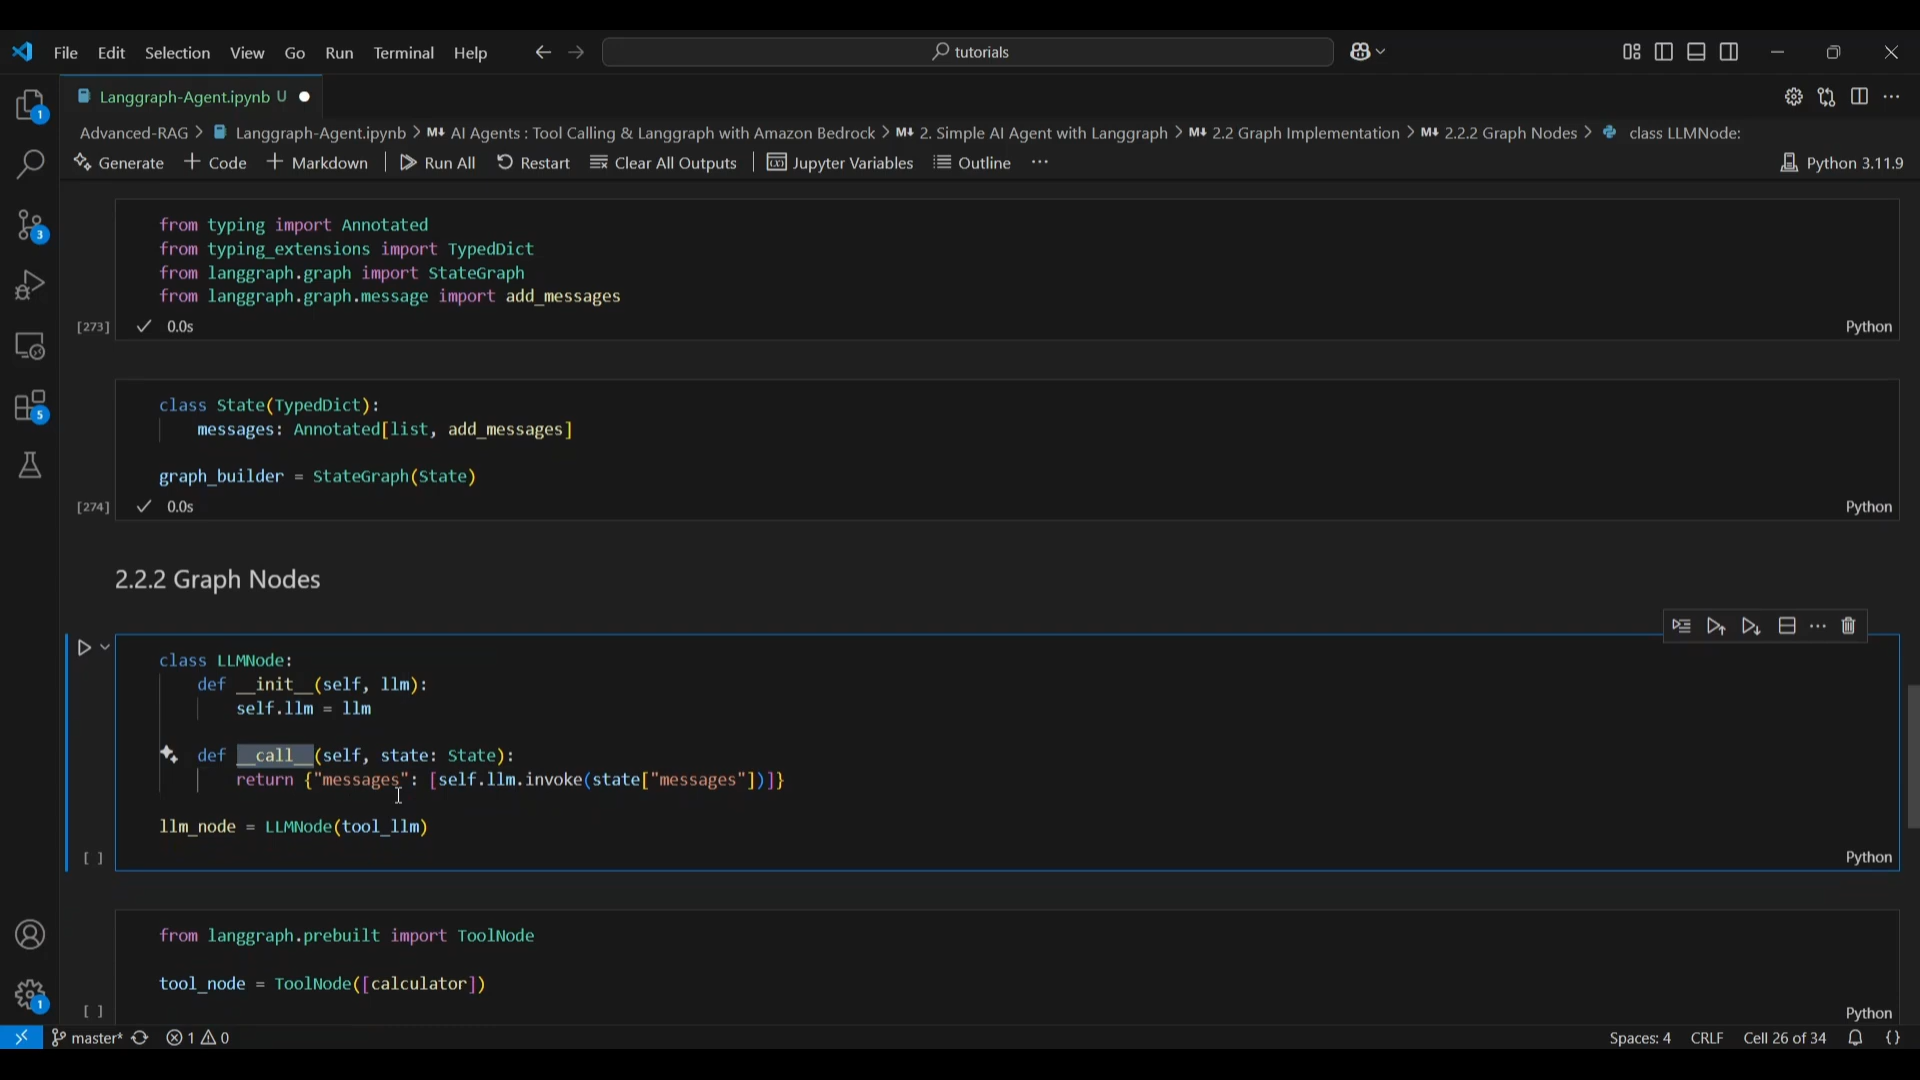 File Edit Selection View Go Run Terminal Help
tutorials
Langgraph-Agent.ipynb U
Advanced-RAG > Langgraph-Agent.ipynb > M↓ AI Agents : Tool Calling & Langgraph with Amazon Bedrock > M↓ 2. Simple AI Agent with Langgraph > M↓ 2.2 Graph Implementation > M↓ 2.2.2 Graph Nodes > class LLMNode:
Generate + Code + Markdown Run All Restart Clear All Outputs Jupyter Variables Outline ··· Python 3.11.9
1
3
5
from typing import Annotated
from typing_extensions import TypedDict
from langgraph.graph import StateGraph
from langgraph.graph.message import add_messages
[273] ✓ 0.0s Python
class State(TypedDict):
messages: Annotated[list, add_messages]
graph_builder = StateGraph(State)
[274] ✓ 0.0s Python
2.2.2 Graph Nodes
class LLMNode:
def __init__(self, llm):
self.llm = llm
def __call__(self, state: State):
return {"messages": [self.llm.invoke(state["messages"])]}
llm_node = LLMNode(tool_llm)
[ ] Python
from langgraph.prebuilt import ToolNode
tool_node = ToolNode([calculator])
[ ] Python
1
master* 1 0 Spaces: 4 CRLF Cell 26 of 34 {}